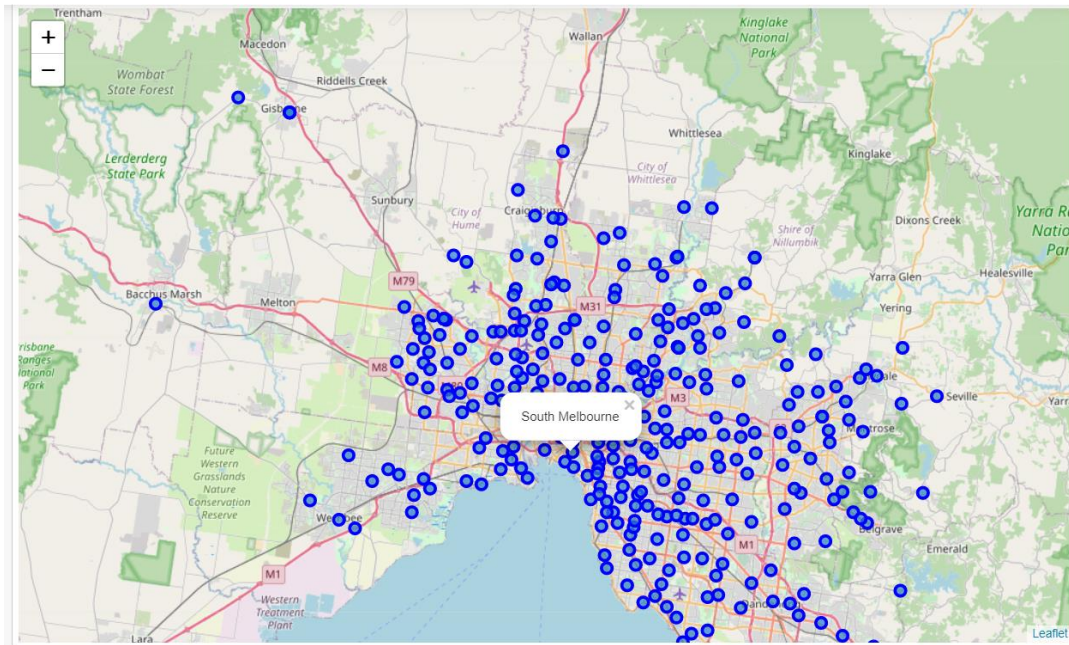 Trentham
Macedon
Wallan
Kinglake
National
Park
+
−
Wombat
State Forest
Riddells Creek
Gisborne
Whittlesea
Lerderderg
State Park
Kinglake
City of
Whittlesea
Sunbury
City of
Hume
Craigieburn
Dixons Creek
Shire of
Nillumbik
Yarra Glen
Healesville
M79
Bacchus Marsh
Melton
M31
Yering
M8
M80
M3
Seville
South Melbourne
×
Future
Western
Grasslands
Nature
Conservation
Reserve
Werribee
Belgrave
Emerald
M1
M1
Western
Treatment
Plant
Lara
Leaflet